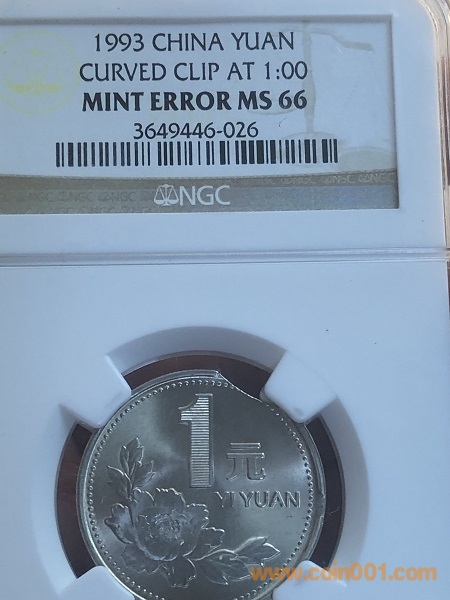 1993 CHINA YUAN
CURVED CLIP AT 1:00
MINT ERROR MS 66
3649446-026
NGC
1元
YI YUAN
www.coin001.com